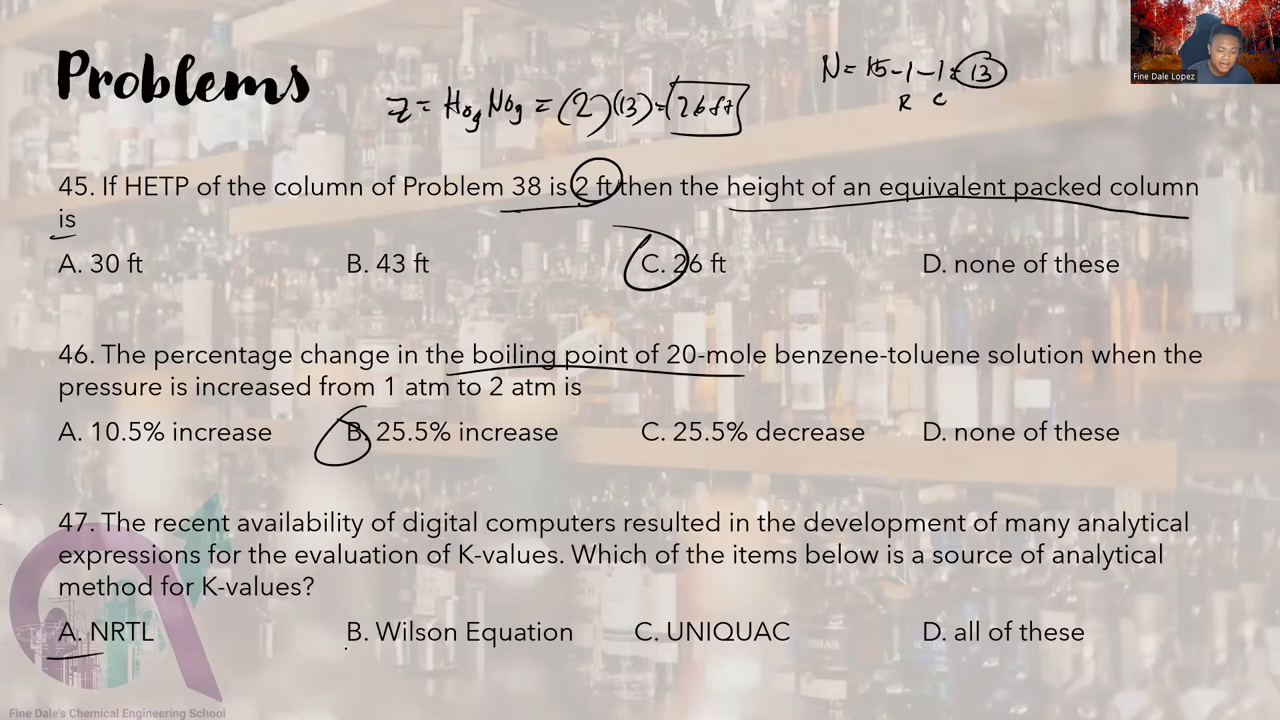 Problems
z = Hog Nog = (2)(13) = 26 ft
N = 15 - 1 - 1 = 13
R C
Fine Dale Lopez
45. If HETP of the column of Problem 38 is 2 ft then the height of an equivalent packed column
is
A. 30 ft B. 43 ft C. 26 ft D. none of these
46. The percentage change in the boiling point of 20-mole benzene-toluene solution when the
pressure is increased from 1 atm to 2 atm is
A. 10.5% increase B. 25.5% increase C. 25.5% decrease D. none of these
47. The recent availability of digital computers resulted in the development of many analytical
expressions for the evaluation of K-values. Which of the items below is a source of analytical
method for K-values?
A. NRTL B. Wilson Equation C. UNIQUAC D. all of these
Fine Dale's Chemical Engineering School